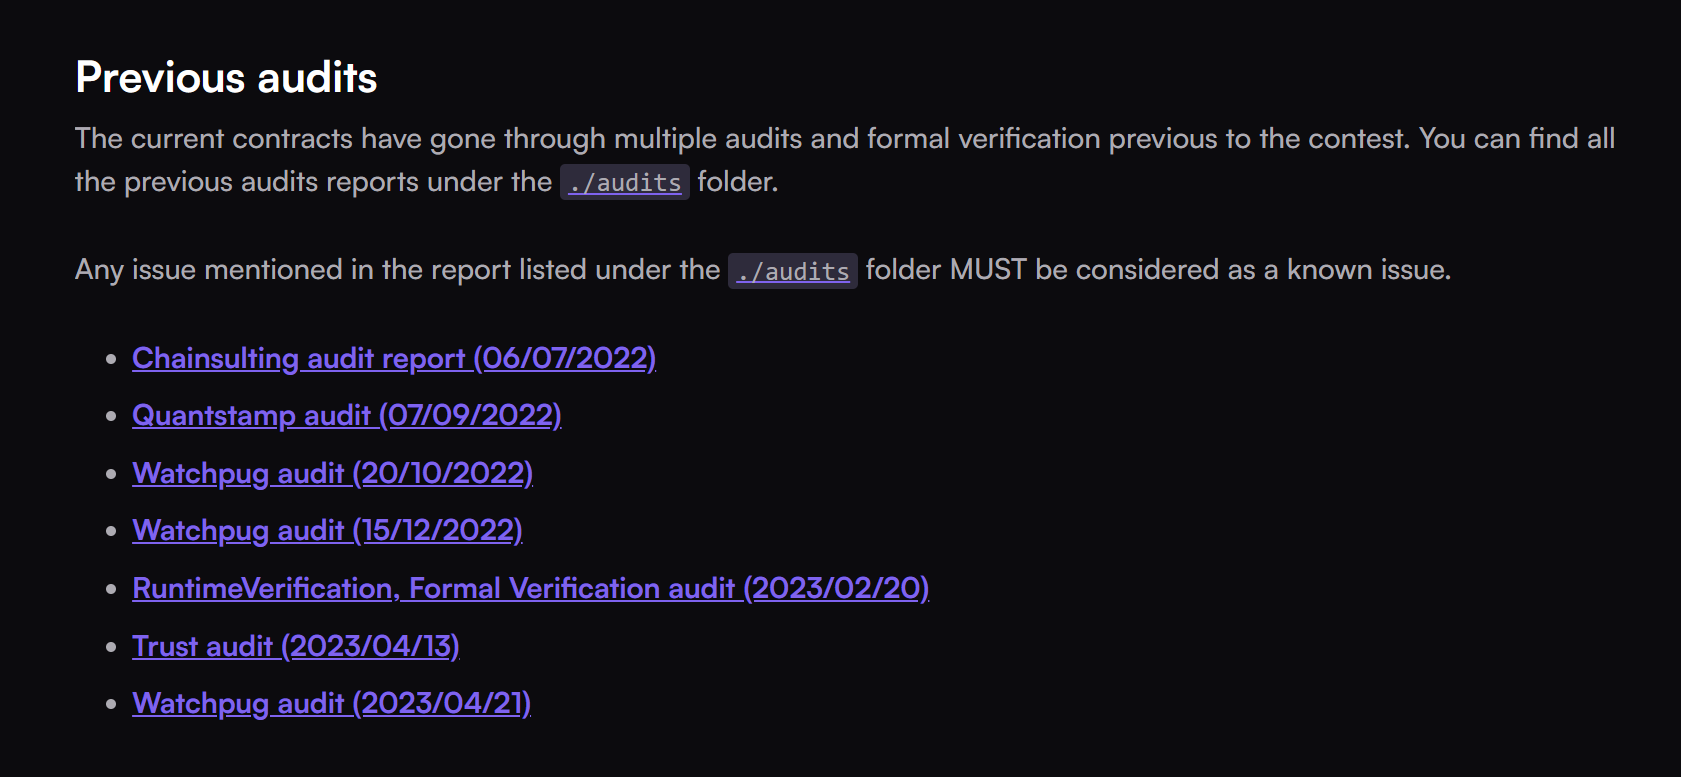 Previous audits
The current contracts have gone through multiple audits and formal verification previous to the contest. You can find all
the previous audits reports under the ./audits folder.
Any issue mentioned in the report listed under the ./audits folder MUST be considered as a known issue.
• Chainsulting audit report (06/07/2022)
• Quantstamp audit (07/09/2022)
• Watchpug audit (20/10/2022)
• Watchpug audit (15/12/2022)
• RuntimeVerification, Formal Verification audit (2023/02/20)
• Trust audit (2023/04/13)
• Watchpug audit (2023/04/21)